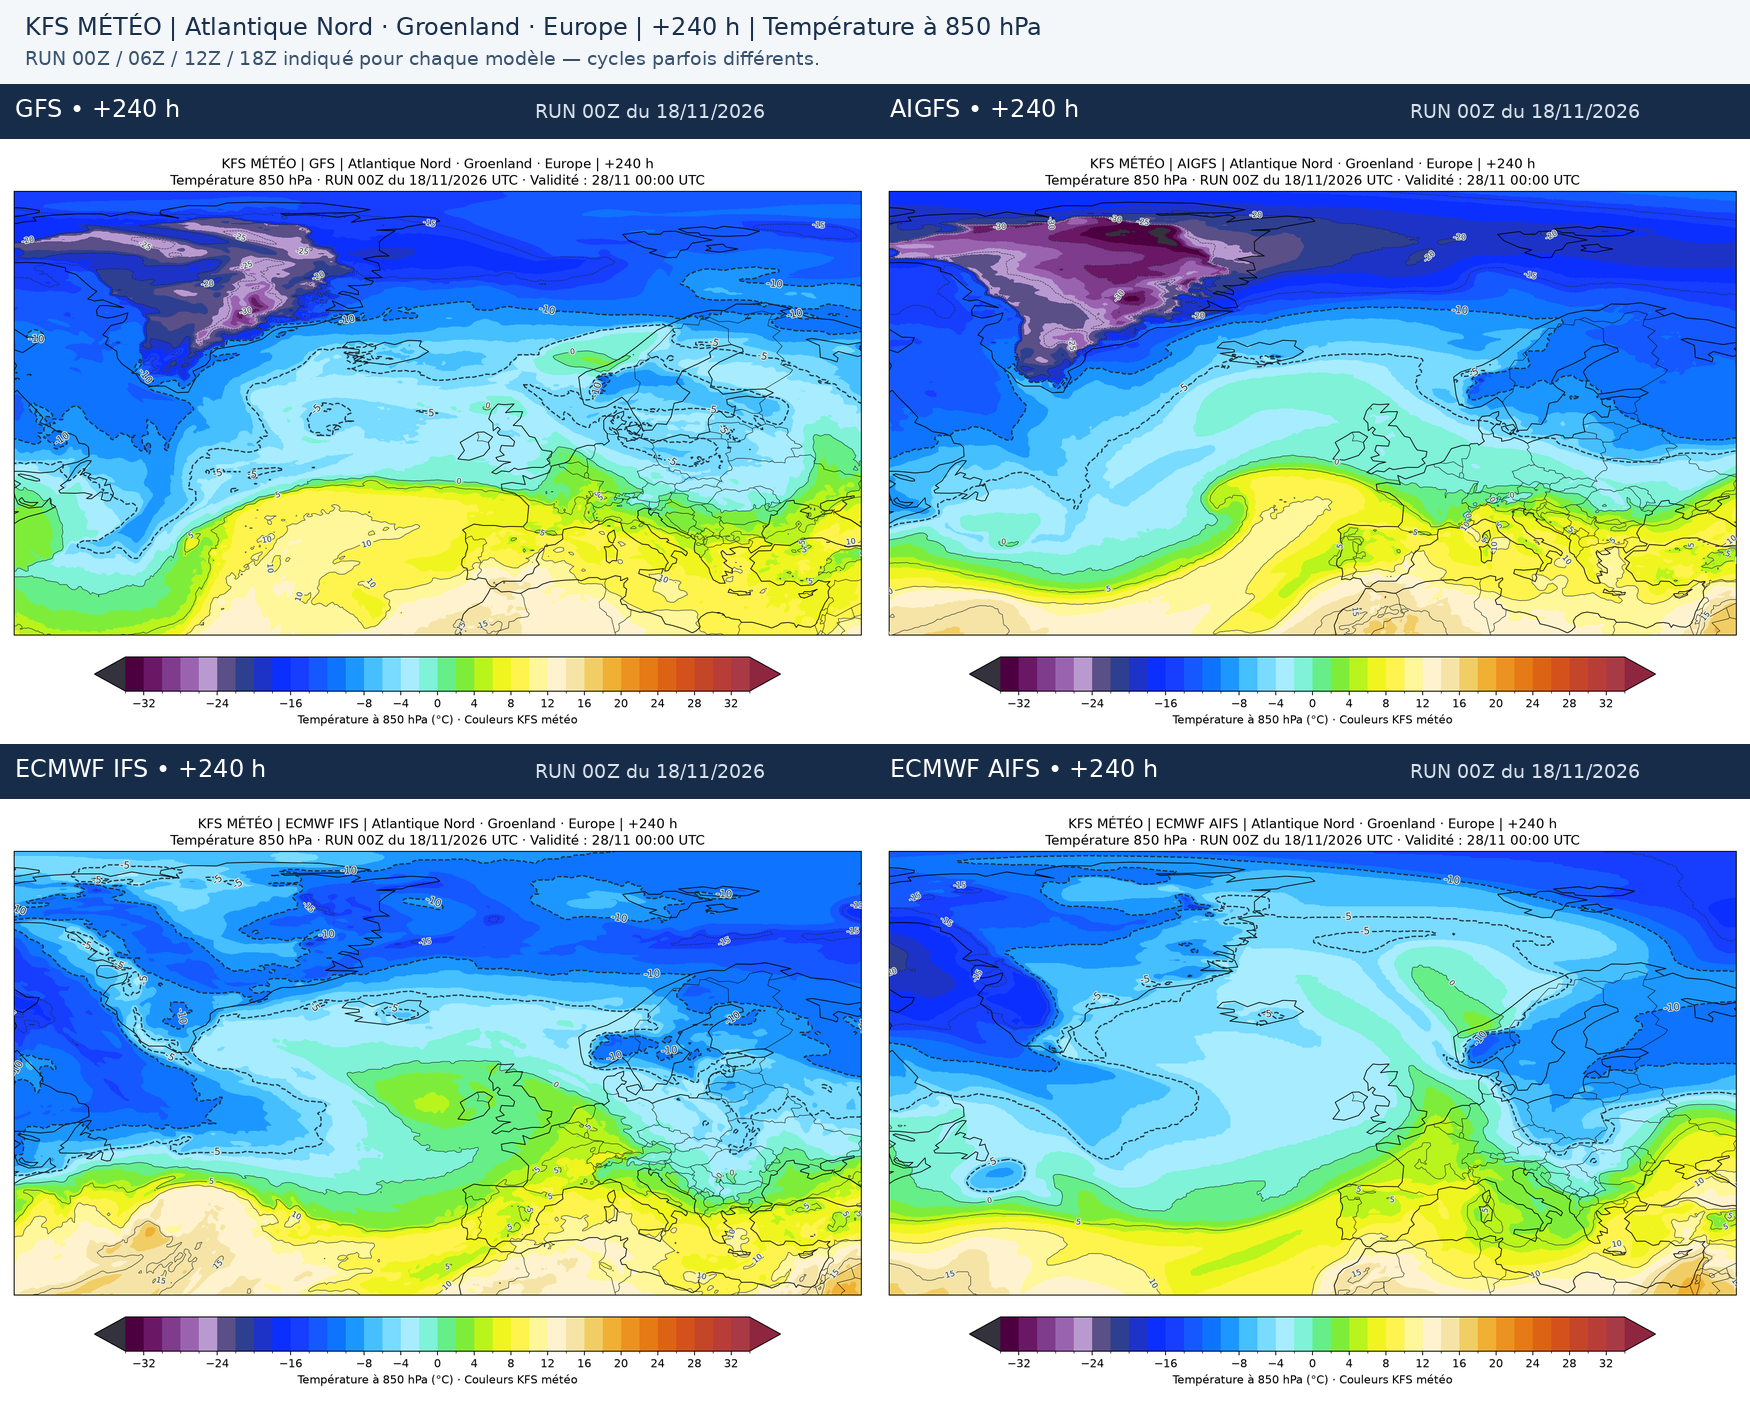 KFS MÉTÉO | Atlantique Nord · Groenland · Europe | +240 h | Température à 850 hPa
RUN 00Z / 06Z / 12Z / 18Z indiqué pour chaque modèle — cycles parfois différents.
GFS • +240 h
RUN 00Z du 18/11/2026
AIGFS • +240 h
RUN 00Z du 18/11/2026
KFS MÉTÉO | GFS | Atlantique Nord · Groenland · Europe | +240 h
Température 850 hPa · RUN 00Z du 18/11/2026 UTC · Validité : 28/11 00:00 UTC
KFS MÉTÉO | AIGFS | Atlantique Nord · Groenland · Europe | +240 h
Température 850 hPa · RUN 00Z du 18/11/2026 UTC · Validité : 28/11 00:00 UTC
−32 −24 −16 −8 −4 0 4 8 12 16 20 24 28 32
Température à 850 hPa (°C) · Couleurs KFS météo
−32 −24 −16 −8 −4 0 4 8 12 16 20 24 28 32
Température à 850 hPa (°C) · Couleurs KFS météo
ECMWF IFS • +240 h
RUN 00Z du 18/11/2026
ECMWF AIFS • +240 h
RUN 00Z du 18/11/2026
KFS MÉTÉO | ECMWF IFS | Atlantique Nord · Groenland · Europe | +240 h
Température 850 hPa · RUN 00Z du 18/11/2026 UTC · Validité : 28/11 00:00 UTC
KFS MÉTÉO | ECMWF AIFS | Atlantique Nord · Groenland · Europe | +240 h
Température 850 hPa · RUN 00Z du 18/11/2026 UTC · Validité : 28/11 00:00 UTC
−32 −24 −16 −8 −4 0 4 8 12 16 20 24 28 32
Température à 850 hPa (°C) · Couleurs KFS météo
−32 −24 −16 −8 −4 0 4 8 12 16 20 24 28 32
Température à 850 hPa (°C) · Couleurs KFS météo